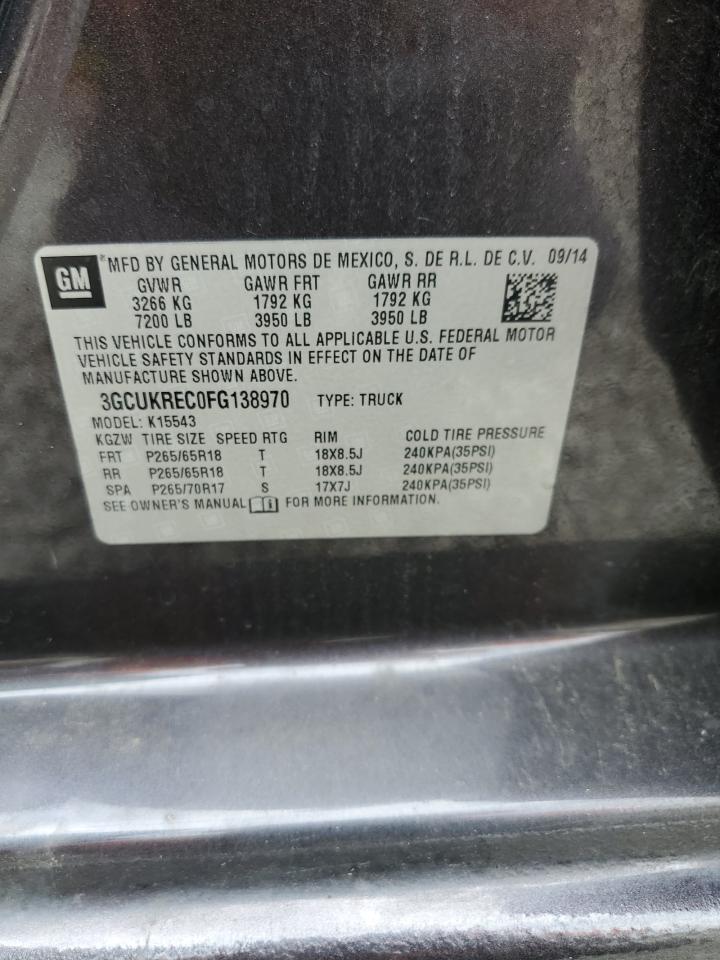 GM
*MFD BY GENERAL MOTORS DE MEXICO, S. DE R.L. DE C.V. 09/14
GVWR GAWR FRT GAWR RR
3266 KG 1792 KG 1792 KG
7200 LB 3950 LB 3950 LB
THIS VEHICLE CONFORMS TO ALL APPLICABLE U.S. FEDERAL MOTOR
VEHICLE SAFETY STANDARDS IN EFFECT ON THE DATE OF
MANUFACTURE SHOWN ABOVE.
3GCUKREC0FG138970 TYPE: TRUCK
MODEL: K15543
KGZW TIRE SIZE SPEED RTG RIM COLD TIRE PRESSURE
FRT P265/65R18 T 18X8.5J 240KPA(35PSI)
RR P265/65R18 T 18X8.5J 240KPA(35PSI)
SPA P265/70R17 S 17X7J 240KPA(35PSI)
SEE OWNER'S MANUAL i FOR MORE INFORMATION.